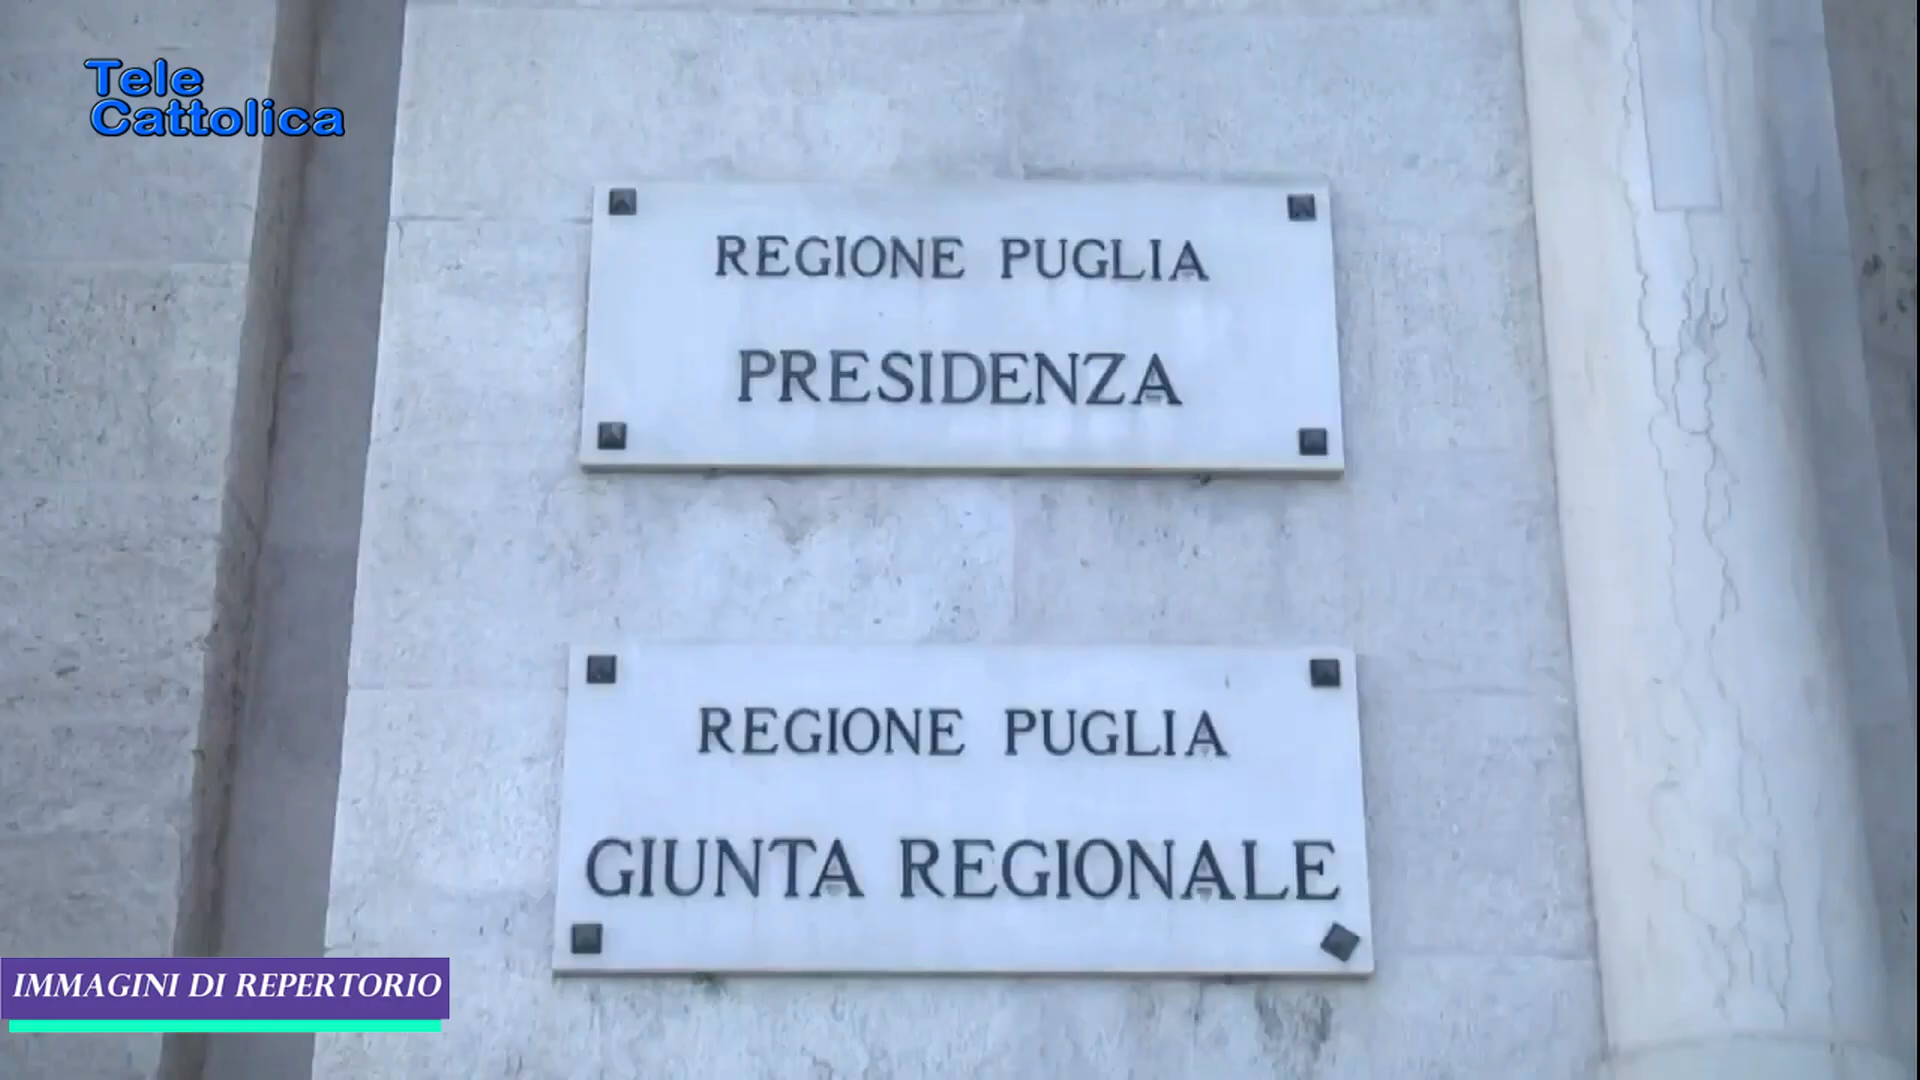 Tele
Cattolica
REGIONE PUGLIA
PRESIDENZA
REGIONE PUGLIA
GIUNTA REGIONALE
IMMAGINI DI REPERTORIO